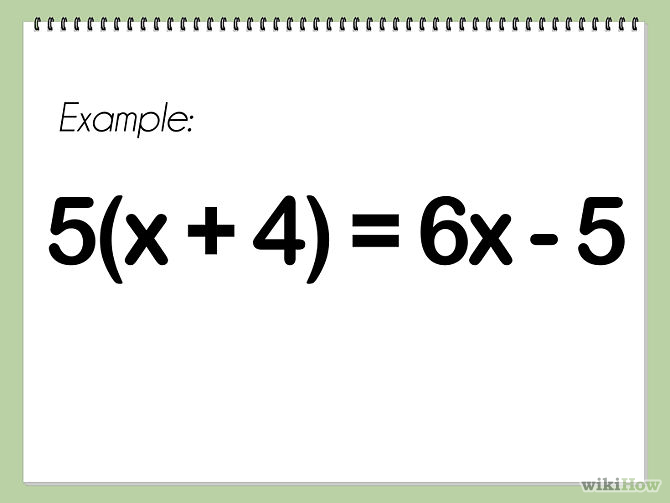 Example:
5(x + 4) = 6x - 5
wikiHow